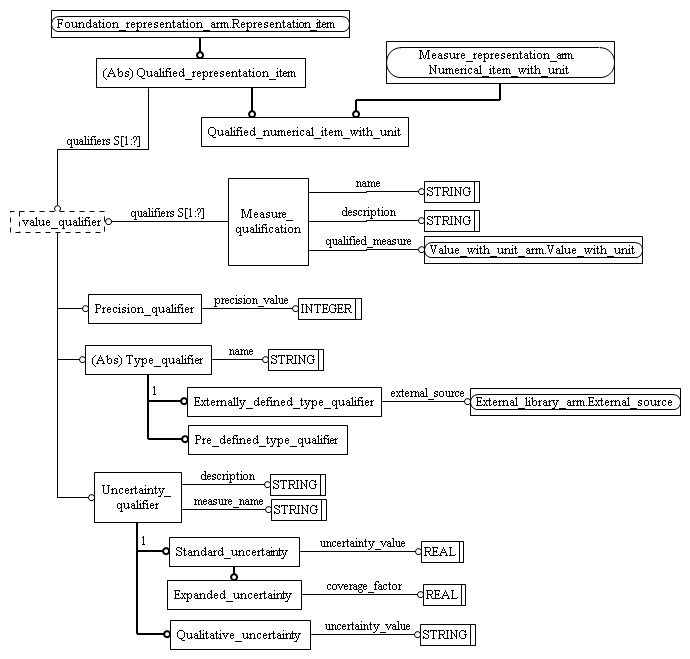 Foundation_representation_arm.Representation_item
Measure_representation_arm.
Numerical_item_with_unit
(Abs) Qualified_representation_item
Qualified_numerical_item_with_unit
qualifiers S[1:?]
value_qualifier
qualifiers S[1:?]
Measure_
qualification
name
STRING
description
STRING
qualified_measure
Value_with_unit_arm.Value_with_unit
Precision_qualifier
precision_value
INTEGER
(Abs) Type_qualifier
name
STRING
1
Externally_defined_type_qualifier
external_source
External_library_arm.External_source
Pre_defined_type_qualifier
Uncertainty_
qualifier
description
STRING
measure_name
STRING
1
Standard_uncertainty
uncertainty_value
REAL
Expanded_uncertainty
coverage_factor
REAL
Qualitative_uncertainty
uncertainty_value
STRING